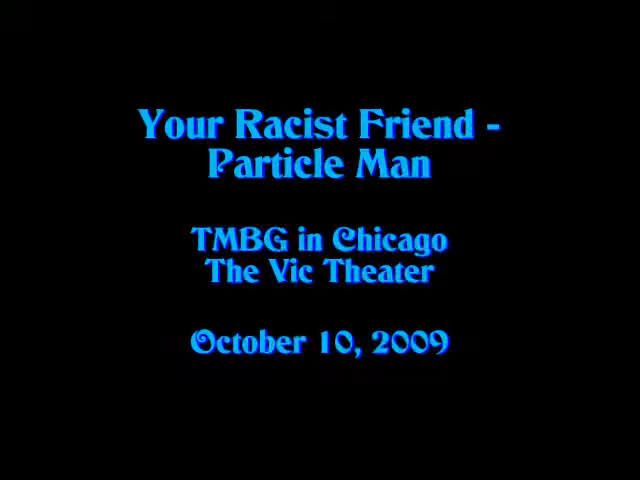 Your Racist Friend -
Particle Man
TMBG in Chicago
The Vic Theater
October 10, 2009